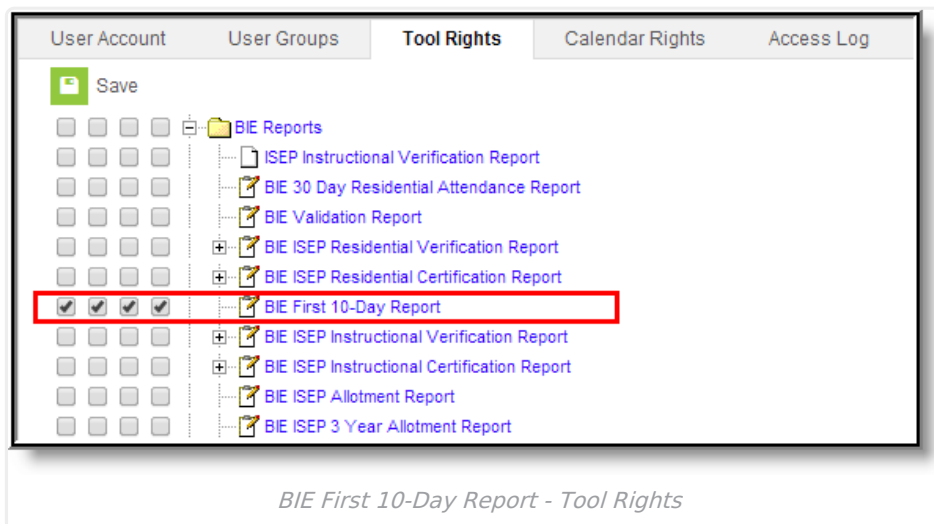 User Account User Groups Tool Rights Calendar Rights Access Log
Save
BIE Reports
ISEP Instructional Verification Report
BIE 30 Day Residential Attendance Report
BIE Validation Report
BIE ISEP Residential Verification Report
BIE ISEP Residential Certification Report
BIE First 10-Day Report
BIE ISEP Instructional Verification Report
BIE ISEP Instructional Certification Report
BIE ISEP Allotment Report
BIE ISEP 3 Year Allotment Report
BIE First 10-Day Report - Tool Rights